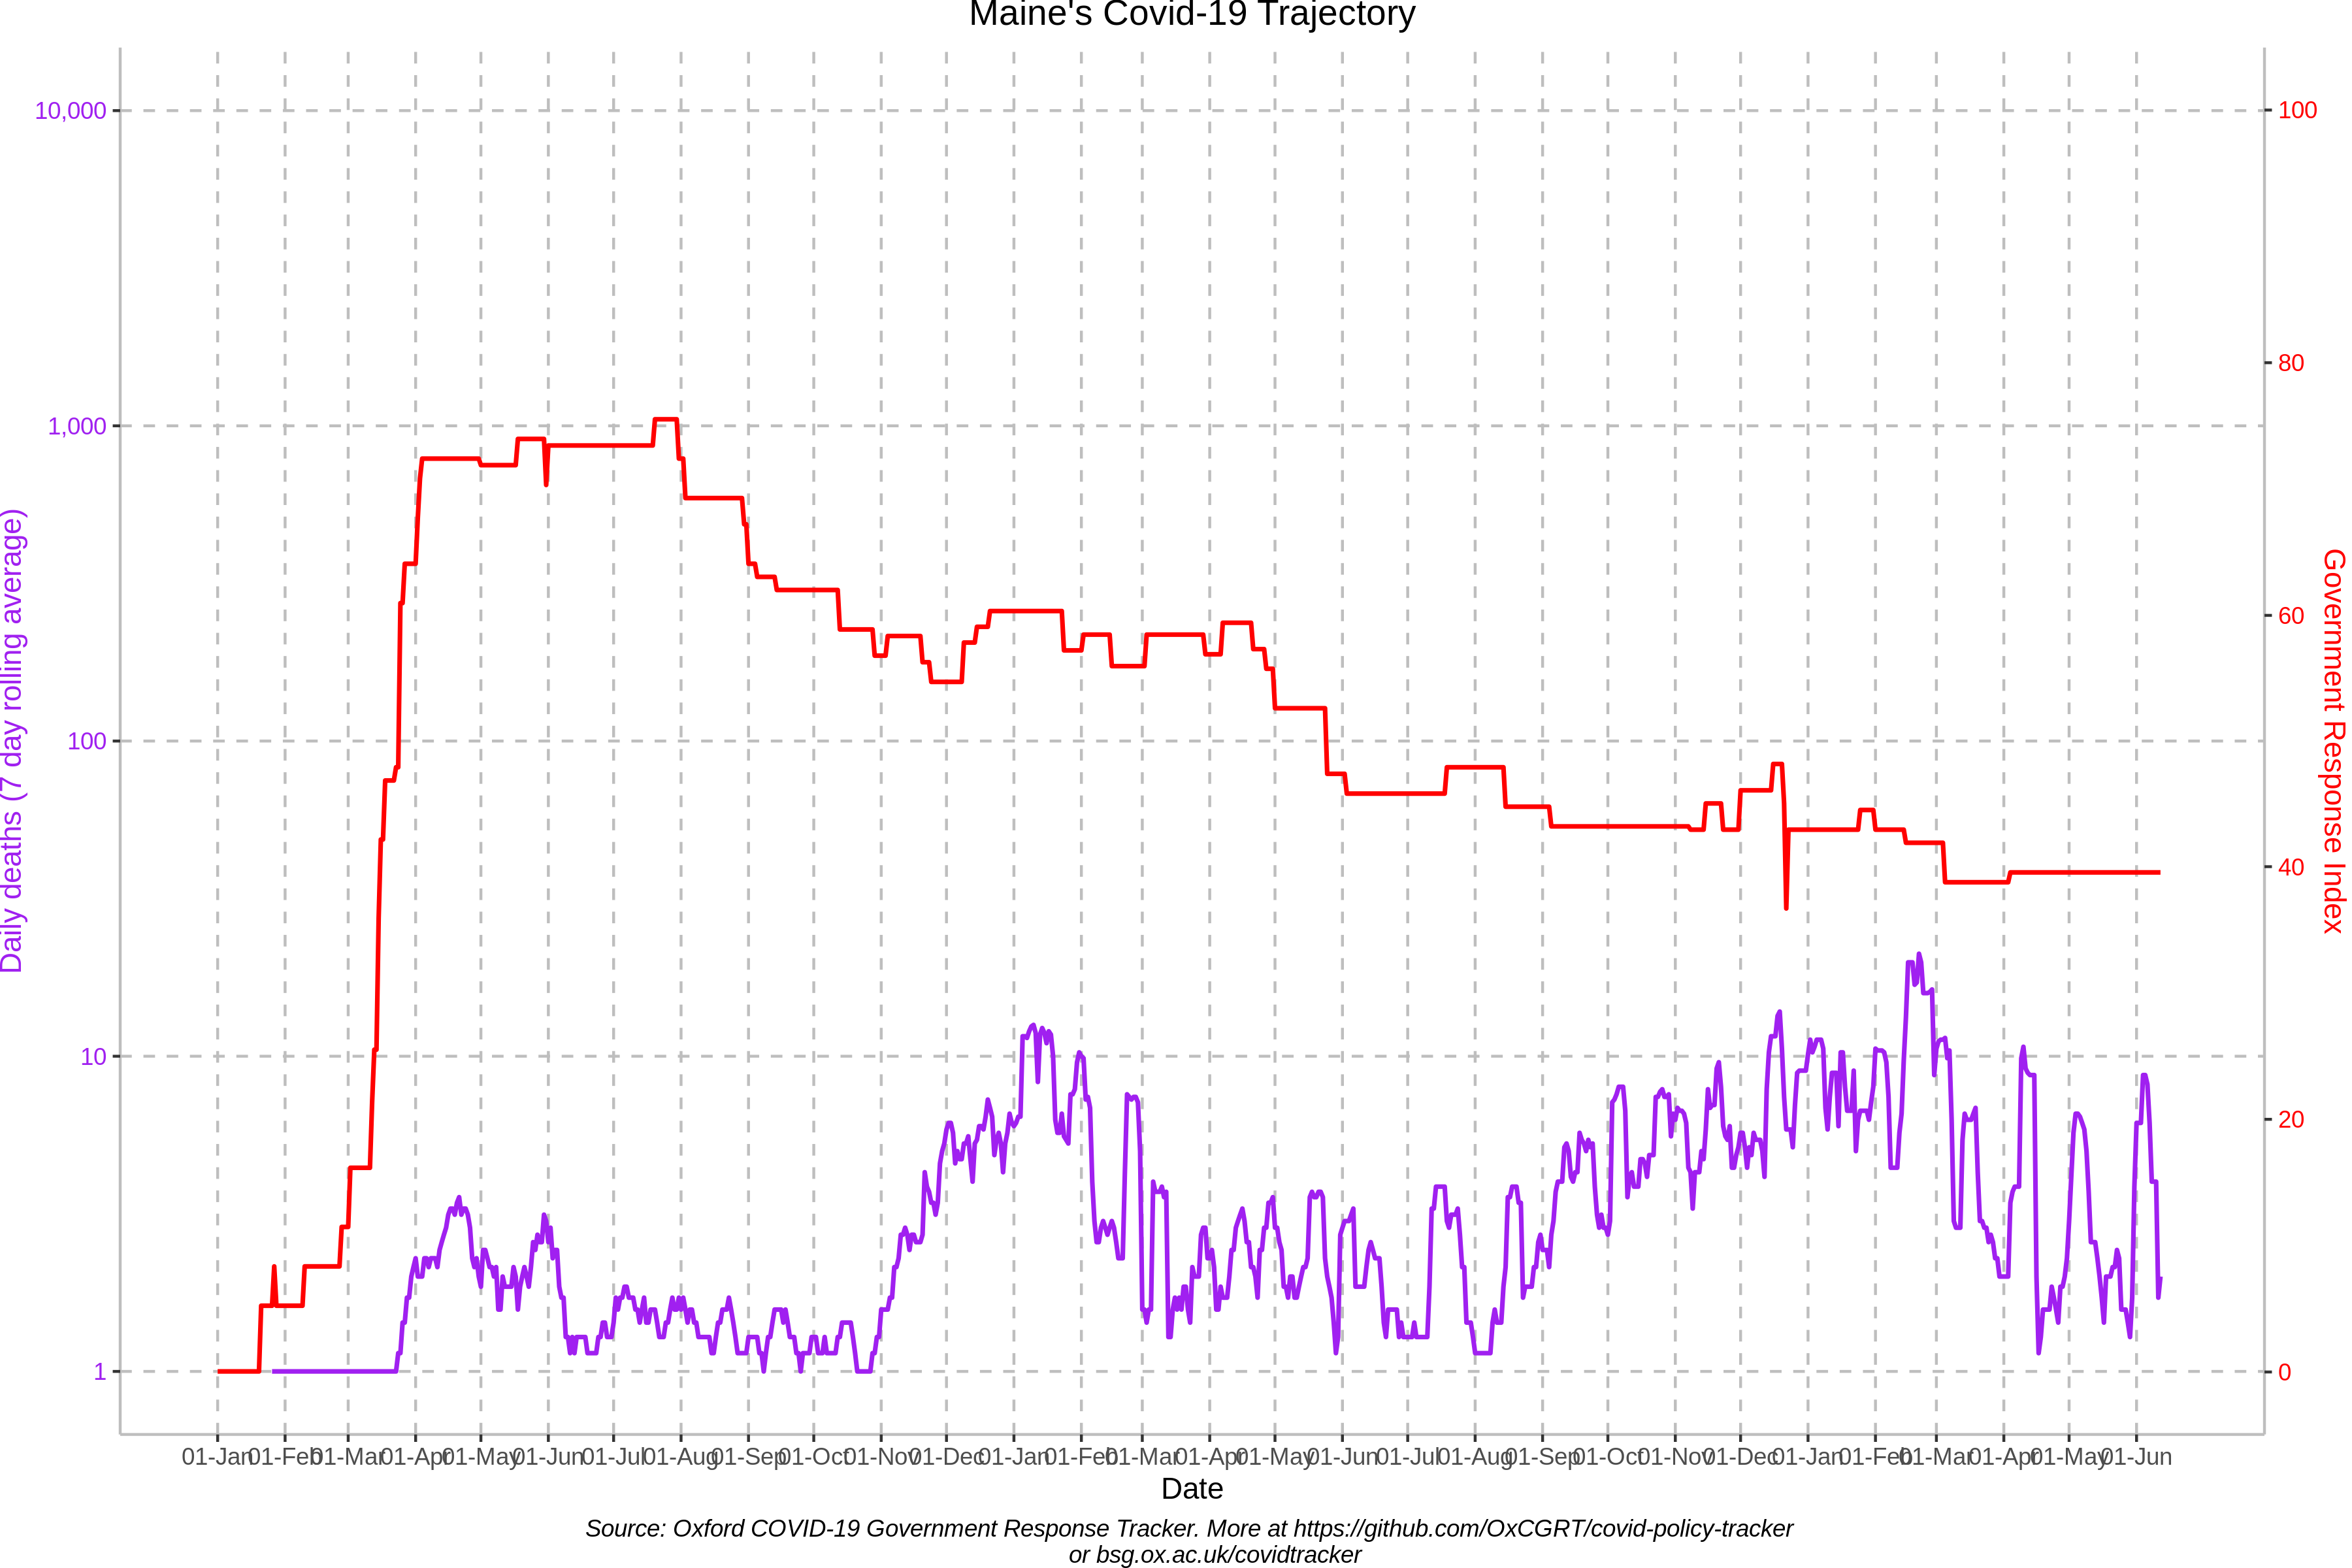 Maine's Covid-19 Trajectory
10,000
1,000
100
10
1
Daily deaths (7 day rolling average)
100
80
60
40
20
0
Government Response Index
01-Jan 01-Feb 01-Mar 01-Apr 01-May 01-Jun 01-Jul 01-Aug 01-Sep 01-Oct 01-Nov 01-Dec 01-Jan 01-Feb 01-Mar 01-Apr 01-May 01-Jun 01-Jul 01-Aug 01-Sep 01-Oct 01-Nov 01-Dec 01-Jan 01-Feb 01-Mar 01-Apr 01-May 01-Jun
Date
Source: Oxford COVID-19 Government Response Tracker. More at https://github.com/OxCGRT/covid-policy-tracker
or bsg.ox.ac.uk/covidtracker